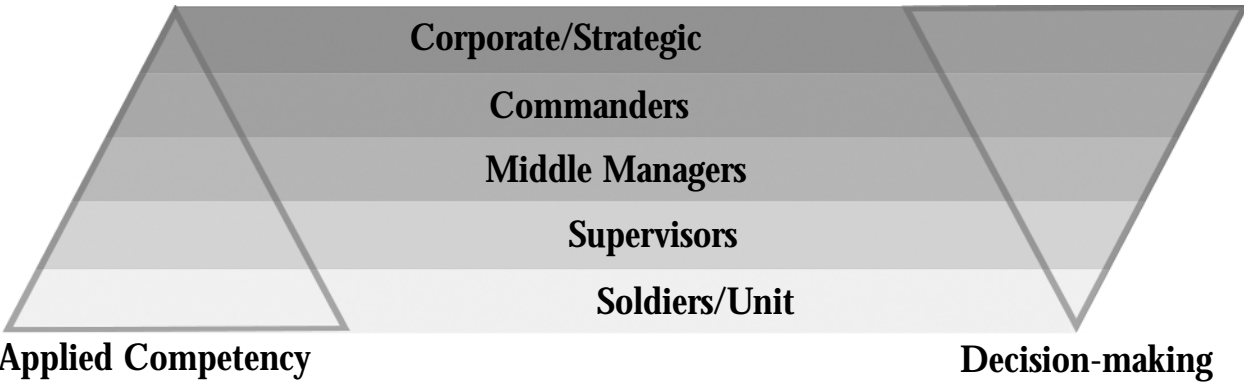 Corporate/Strategic
Commanders
Middle Managers
Supervisors
Soldiers/Unit
Applied Competency
Decision-making